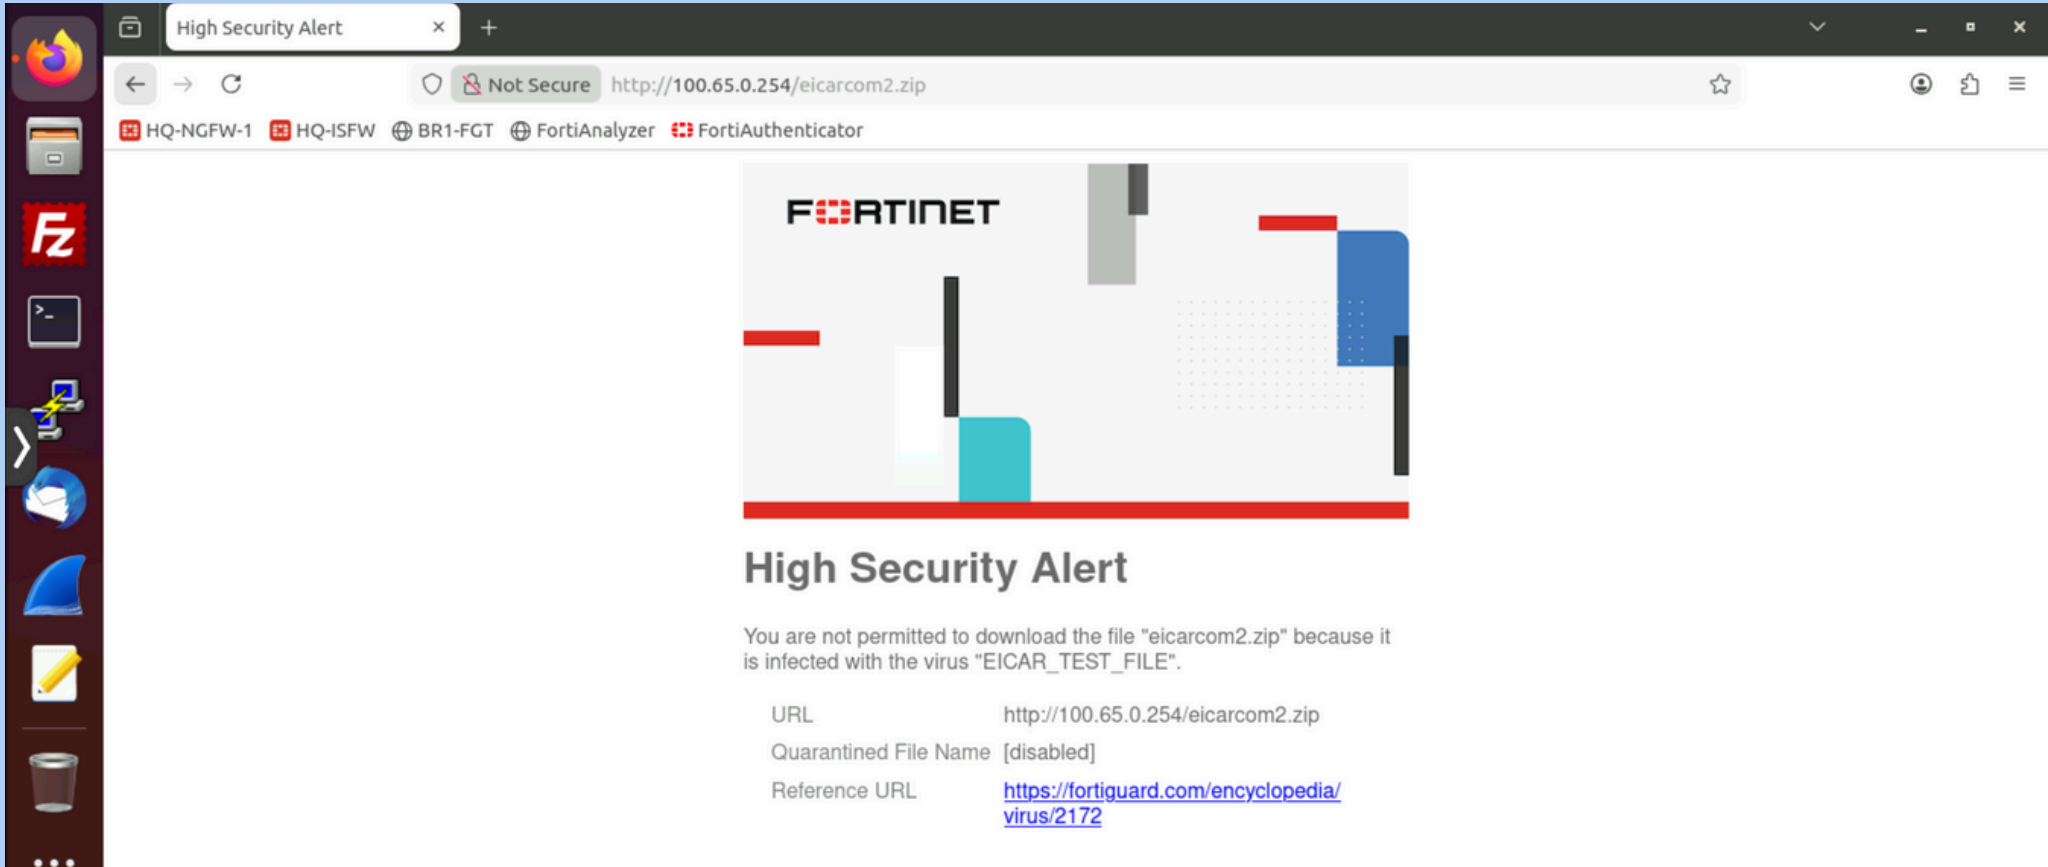 High Security Alert
Not Secure http://100.65.0.254/eicarcom2.zip
HQ-NGFW-1 HQ-ISFW BR1-FGT FortiAnalyzer FortiAuthenticator
FORTINET
High Security Alert
You are not permitted to download the file "eicarcom2.zip" because it
is infected with the virus "EICAR_TEST_FILE".
URL http://100.65.0.254/eicarcom2.zip
Quarantined File Name [disabled]
Reference URL https://fortiguard.com/encyclopedia/
virus/2172
Fz
>_